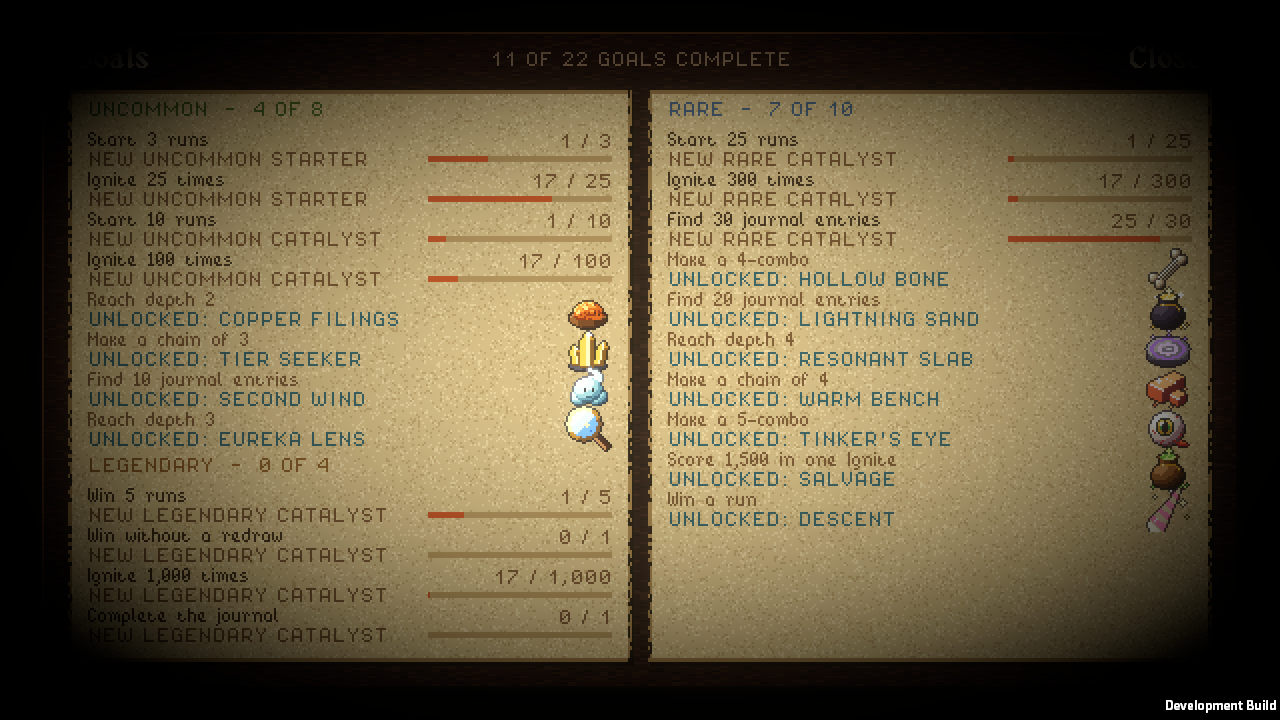 oals
11 OF 22 GOALS COMPLETE
Clos
UNCOMMON - 4 OF 8
Start 3 runs
1 / 3
NEW UNCOMMON STARTER
Ignite 25 times
17 / 25
NEW UNCOMMON STARTER
Start 10 runs
1 / 10
NEW UNCOMMON CATALYST
Ignite 100 times
17 / 100
NEW UNCOMMON CATALYST
Reach depth 2
UNLOCKED: COPPER FILINGS
Make a chain of 3
UNLOCKED: TIER SEEKER
Find 10 journal entries
UNLOCKED: SECOND WIND
Reach depth 3
UNLOCKED: EUREKA LENS
LEGENDARY - 0 OF 4
Win 5 runs
1 / 5
NEW LEGENDARY CATALYST
Win without a redraw
0 / 1
NEW LEGENDARY CATALYST
Ignite 1,000 times
17 / 1,000
NEW LEGENDARY CATALYST
Complete the journal
0 / 1
NEW LEGENDARY CATALYST
RARE - 7 OF 10
Start 25 runs
1 / 25
NEW RARE CATALYST
Ignite 300 times
17 / 300
NEW RARE CATALYST
Find 30 journal entries
25 / 30
NEW RARE CATALYST
Make a 4-combo
UNLOCKED: HOLLOW BONE
Find 20 journal entries
UNLOCKED: LIGHTNING SAND
Reach depth 4
UNLOCKED: RESONANT SLAB
Make a chain of 4
UNLOCKED: WARM BENCH
Make a 5-combo
UNLOCKED: TINKER'S EYE
Score 1,500 in one Ignite
UNLOCKED: SALVAGE
Win a run
UNLOCKED: DESCENT
Development Build